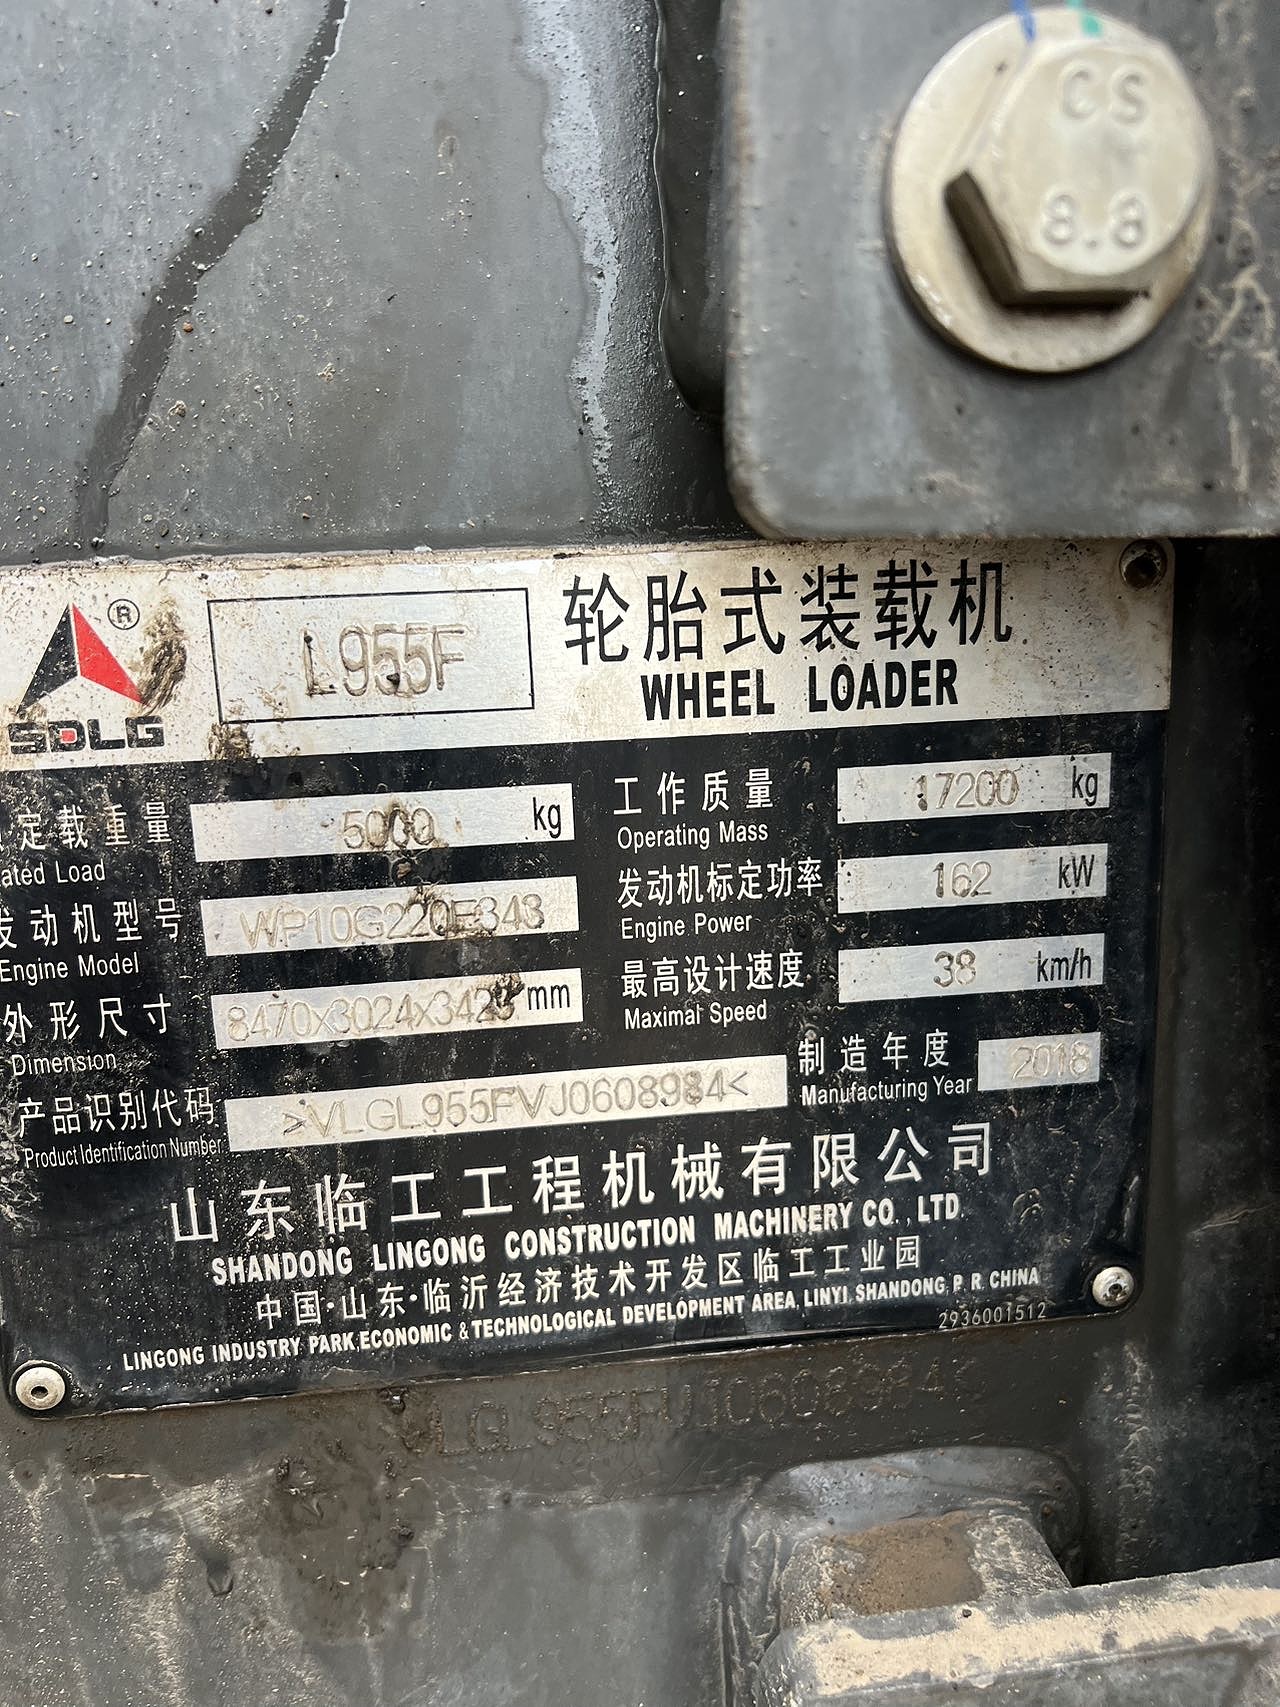 CS
8.8
®
SDLG
L955F
轮胎式装载机
WHEEL LOADER
定载重量 5000 kg
ated Load
工作质量 17200 kg
Operating Mass
发动机型号 WP10G220E343
Engine Model
发动机标定功率 162 kW
Engine Power
外形尺寸 mm
Dimension
最高设计速度 38 km/h
Maximal Speed
制造年度 2018
Manufacturing Year
产品识别代码 >VLGL955FVJ0608984<
Product Identification Number
山东临工工程机械有限公司
SHANDONG LINGONG CONSTRUCTION MACHINERY CO.,LTD.
中国·山东·临沂经济技术开发区临工工业园
LINGONG INDUSTRY PARK,ECONOMIC & TECHNOLOGICAL DEVELOPMENT AREA, LINYI, SHANDONG, P. R. CHINA
2936001512